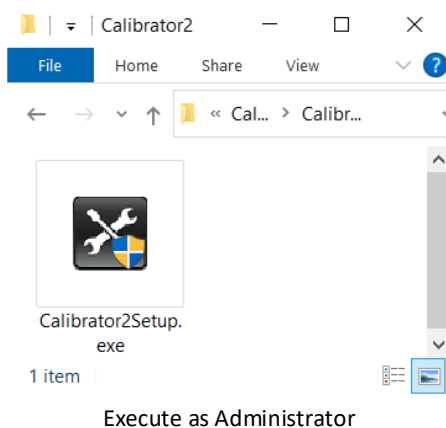 Calibrator2
File Home Share View
« Cal... > Calibr...
Calibrator2Setup.
exe
1 item
Execute as Administrator